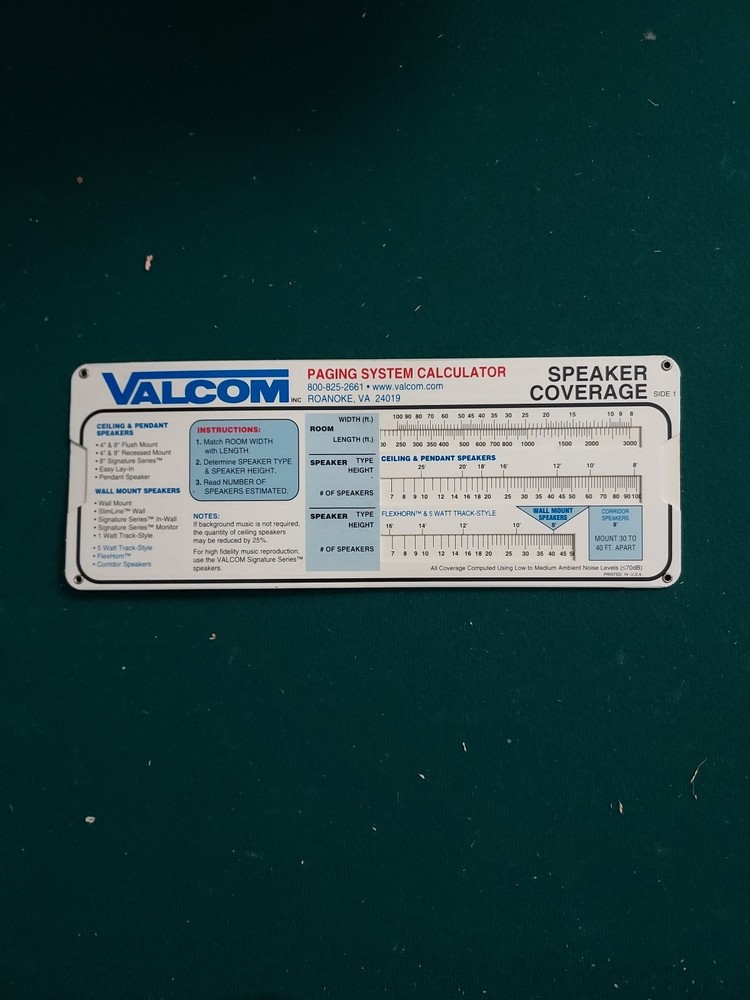 VALCOM INC
PAGING SYSTEM CALCULATOR
800-825-2661 • www.valcom.com
ROANOKE, VA 24019
SPEAKER
COVERAGE SIDE 1
CEILING & PENDANT
SPEAKERS
• 4" & 8" Flush Mount
• 4" & 8" Recessed Mount
• 8" Signature Series™
• Easy Lay-In
• Pendant Speaker
WALL MOUNT SPEAKERS
• Wall Mount
• SlimLine™ Wall
• Signature Series™ In-Wall
• Signature Series™ Monitor
• 1 Watt Track-Style
• 5 Watt Track-Style
• FlexHorn™
• Corridor Speakers
INSTRUCTIONS:
1. Match ROOM WIDTH
with LENGTH.
2. Determine SPEAKER TYPE
& SPEAKER HEIGHT.
3. Read NUMBER OF
SPEAKERS ESTIMATED.
NOTES:
If background music is not required,
the quantity of ceiling speakers
may be reduced by 25%.
For high fidelity music reproduction,
use the VALCOM Signature Series™
speakers.
WIDTH (ft.) 100 90 80 70 60 50 45 40 35 30 25 20 15 10 9 8
ROOM
LENGTH (ft.) 250 300 350 400 500 600 700 800 1000 1500 2000 3000
CEILING & PENDANT SPEAKERS
SPEAKER TYPE
HEIGHT 25' 20' 18' 16' 12' 10' 8'
# OF SPEAKERS 7 8 9 10 11 12 14 16 18 20 25 30 35 40 45 50 60 70 80 90 100
SPEAKER TYPE FLEXHORN™ & 5 WATT TRACK-STYLE
HEIGHT 16' 14' 12' 10'
# OF SPEAKERS 7 8 9 10 11 12 14 16 18 20 25 30 35 40 45 50
WALL MOUNT
SPEAKERS
8'
CORRIDOR
SPEAKERS
8'
MOUNT 30 TO
40 FT. APART
All Coverage Computed Using Low to Medium Ambient Noise Levels (≤70dB)
PRINTED IN U.S.A.